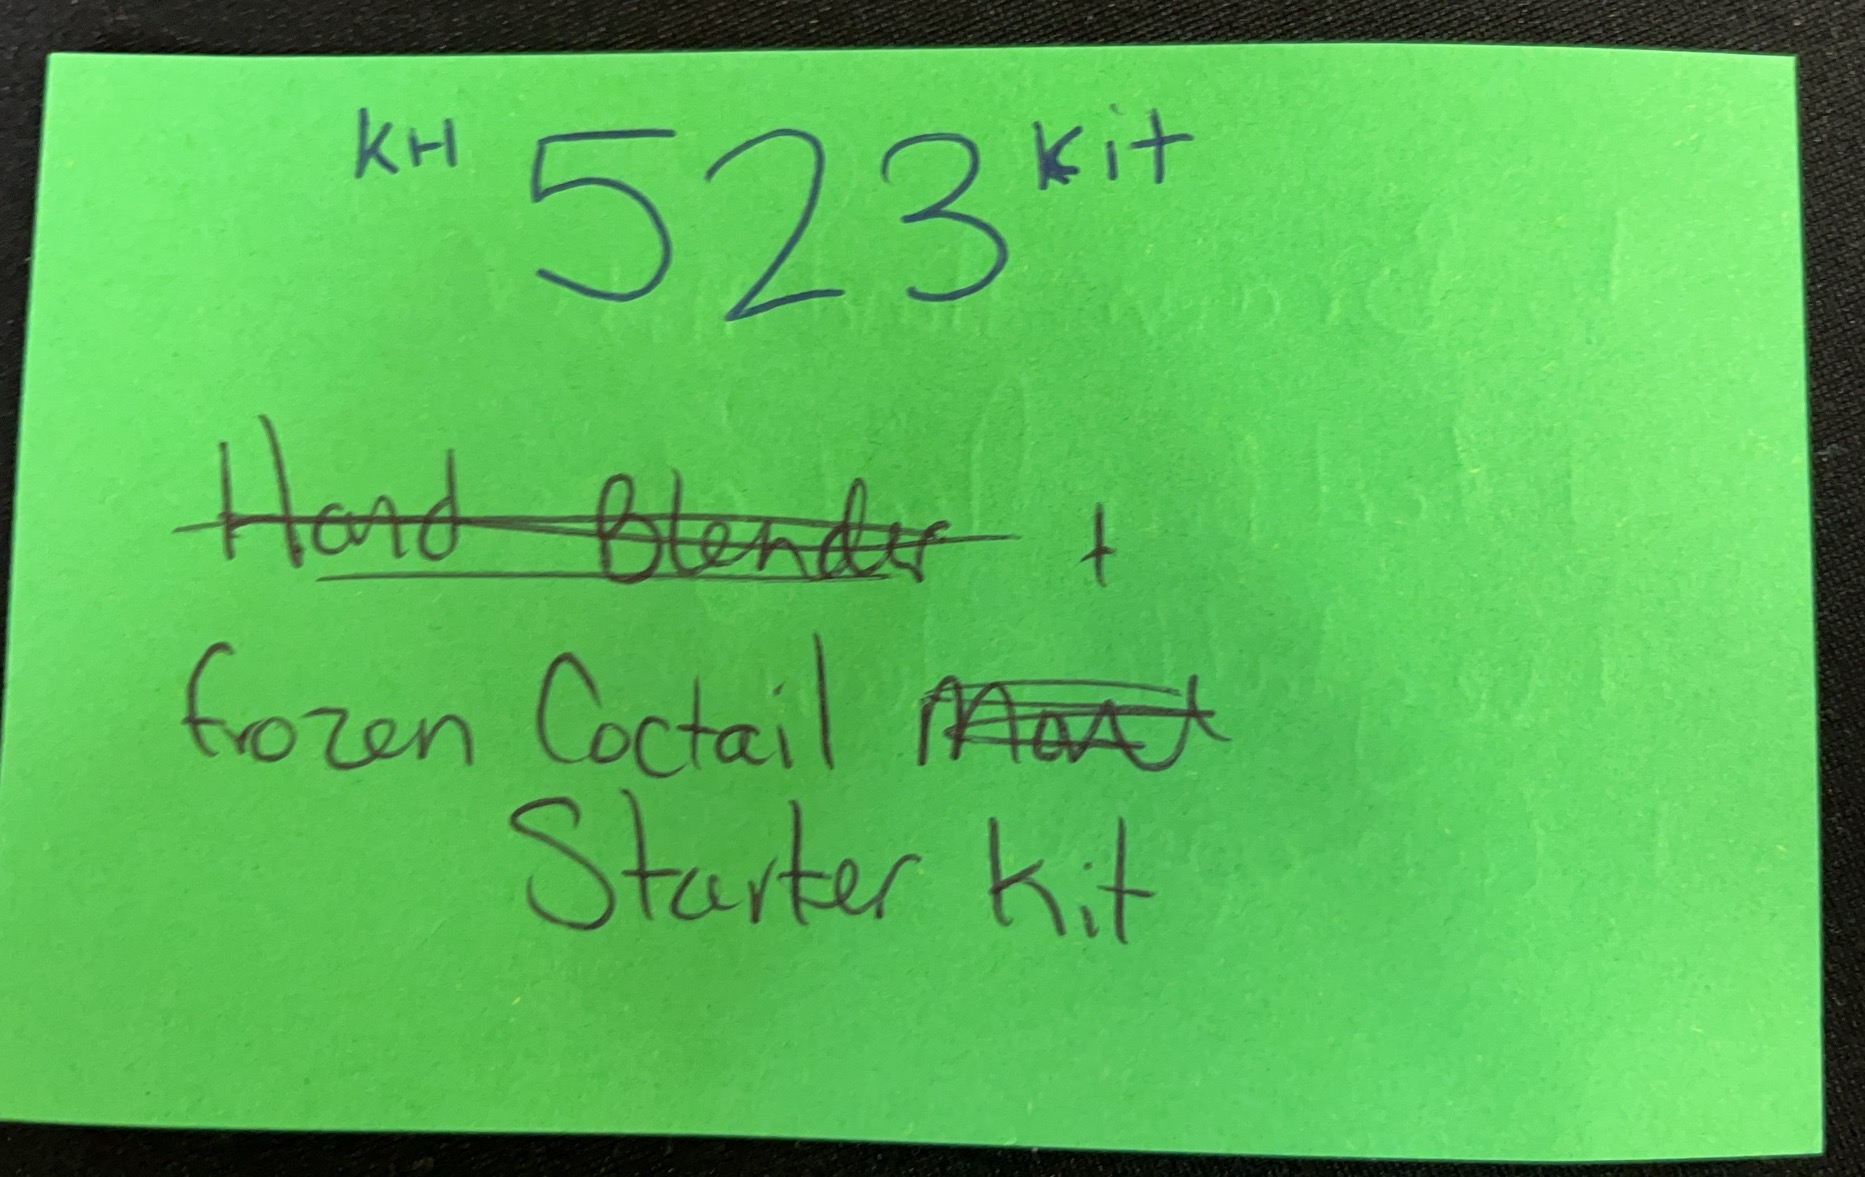 KH 523 Kit
Hand Blender +
frozen Coctail
Starter Kit